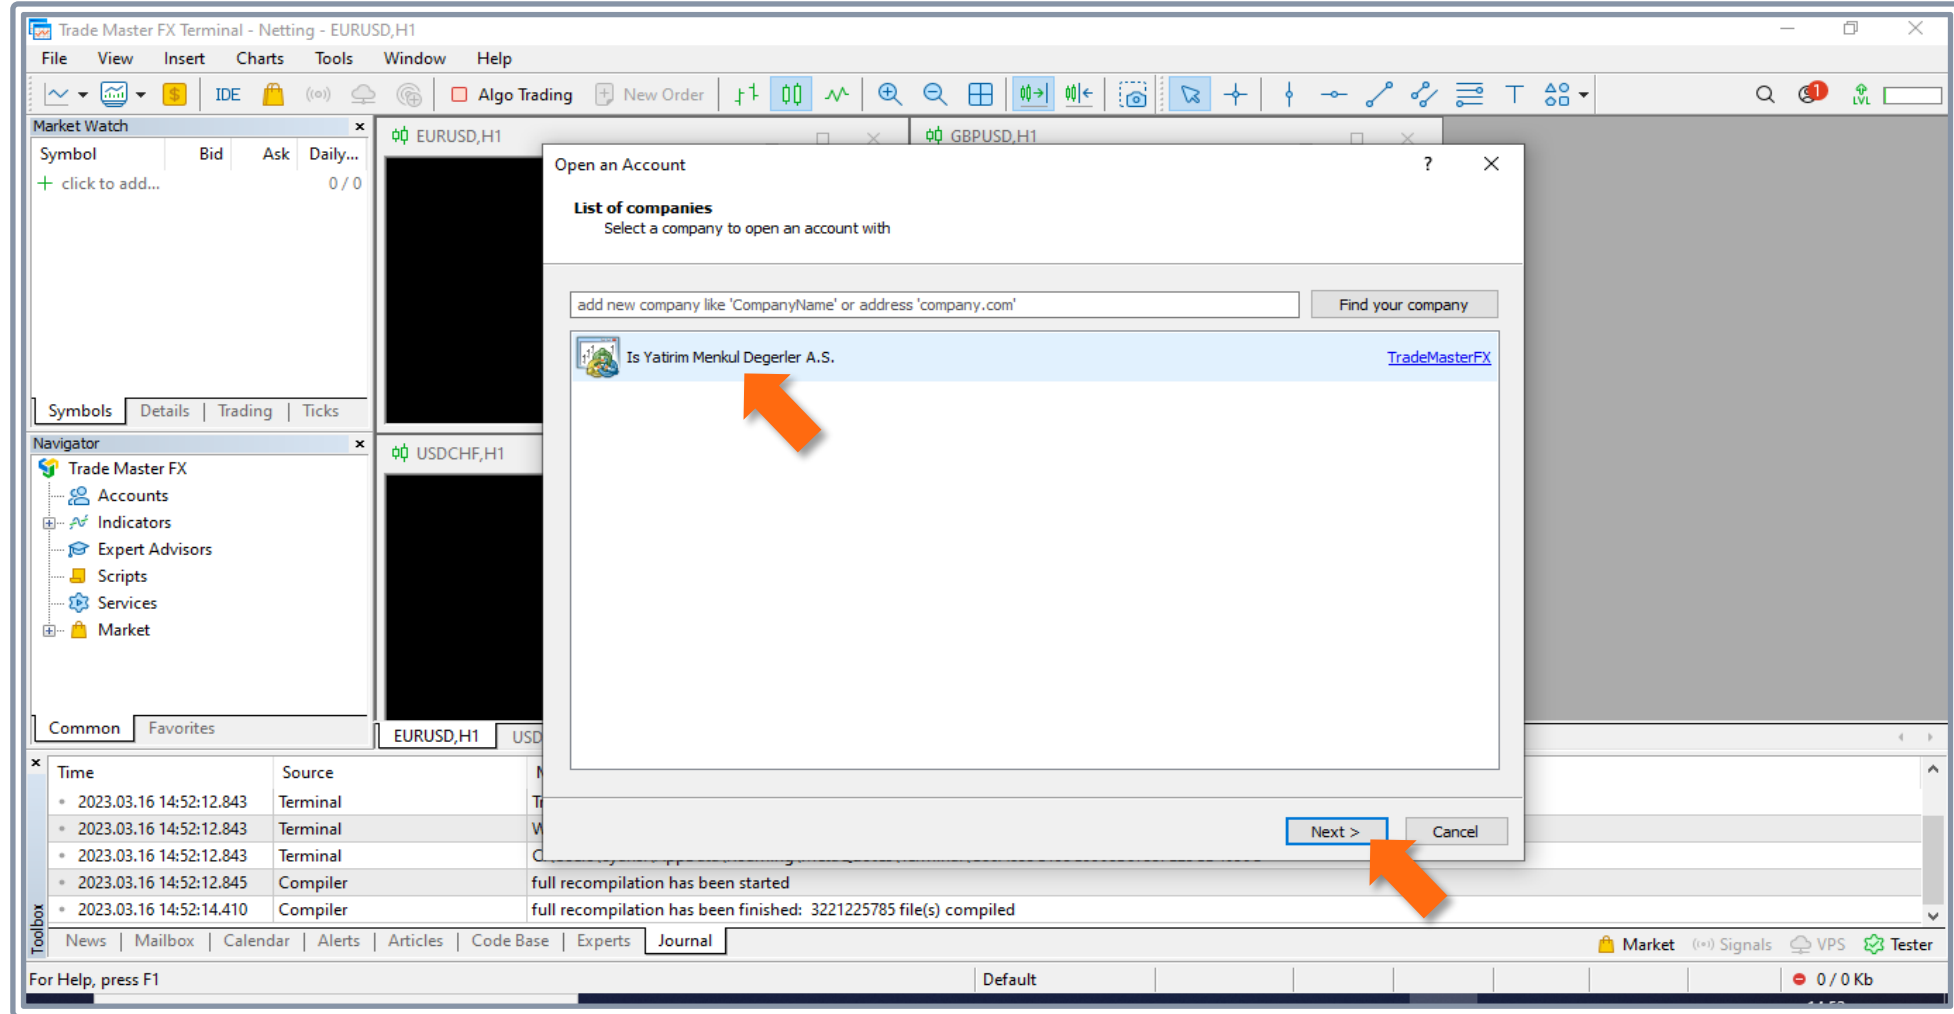 Trade Master FX Terminal - Netting - EURUSD,H1
File View Insert Charts Tools Window Help
IDE Algo Trading New Order 1 LVL
Market Watch
Symbol Bid Ask Daily...
click to add... 0 / 0
Symbols Details Trading Ticks
Navigator
Trade Master FX
Accounts
Indicators
Expert Advisors
Scripts
Services
Market
Common Favorites
EURUSD,H1
GBPUSD,H1
USDCHF,H1
EURUSD,H1 USD
Open an Account ?
List of companies
Select a company to open an account with
add new company like 'CompanyName' or address 'company.com' Find your company
Is Yatirim Menkul Degerler A.S. TradeMasterFX
Next > Cancel
Toolbox
Time Source
2023.03.16 14:52:12.843 Terminal
2023.03.16 14:52:12.843 Terminal
2023.03.16 14:52:12.843 Terminal
2023.03.16 14:52:12.845 Compiler full recompilation has been started
2023.03.16 14:52:14.410 Compiler full recompilation has been finished: 3221225785 file(s) compiled
News Mailbox Calendar Alerts Articles Code Base Experts Journal
Market Signals VPS Tester
For Help, press F1 Default 0 / 0 Kb